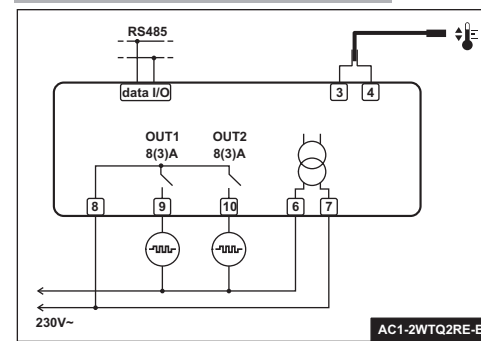 RS485
data I/O
3 4
OUT1 OUT2
8(3)A 8(3)A
8 9 10 6 7
230V~
AC1-2WTQ2RE-B